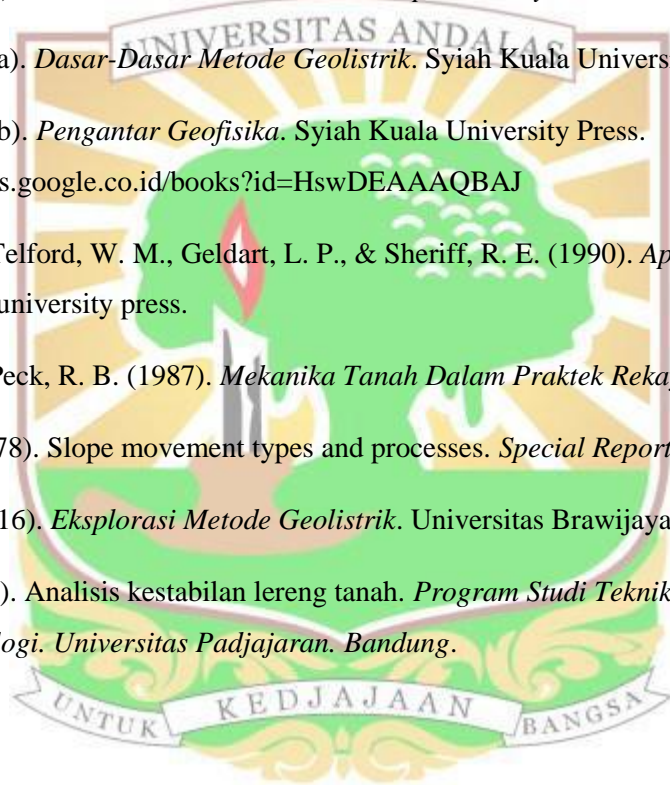 UNIVERSITAS ANDALAS
a). Dasar-Dasar Metode Geolistrik. Syiah Kuala Univers
b). Pengantar Geofisika. Syiah Kuala University Press.
s.google.co.id/books?id=HswDEAAAQBAJ
Telford, W. M., Geldart, L. P., & Sheriff, R. E. (1990). Ap
university press.
Peck, R. B. (1987). Mekanika Tanah Dalam Praktek Reka
78). Slope movement types and processes. Special Report
16). Eksplorasi Metode Geolistrik. Universitas Brawijaya
). Analisis kestabilan lereng tanah. Program Studi Teknik
logi. Universitas Padjajaran. Bandung.
UNTUK KEDJAJAAN BANGSA